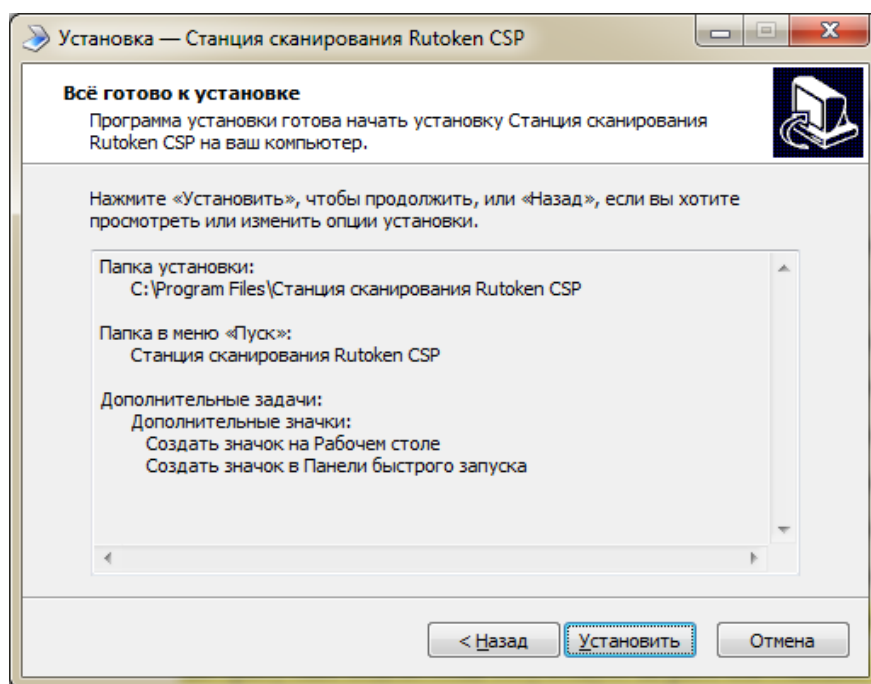 Установка — Станция сканирования Rutoken CSP
Всё готово к установке
Программа установки готова начать установку Станция сканирования
Rutoken CSP на ваш компьютер.
Нажмите «Установить», чтобы продолжить, или «Назад», если вы хотите
просмотреть или изменить опции установки.
Папка установки:
C:\Program Files\Станция сканирования Rutoken CSP
Папка в меню «Пуск»:
Станция сканирования Rutoken CSP
Дополнительные задачи:
Дополнительные значки:
Создать значок на Рабочем столе
Создать значок в Панели быстрого запуска
< Назад Установить Отмена